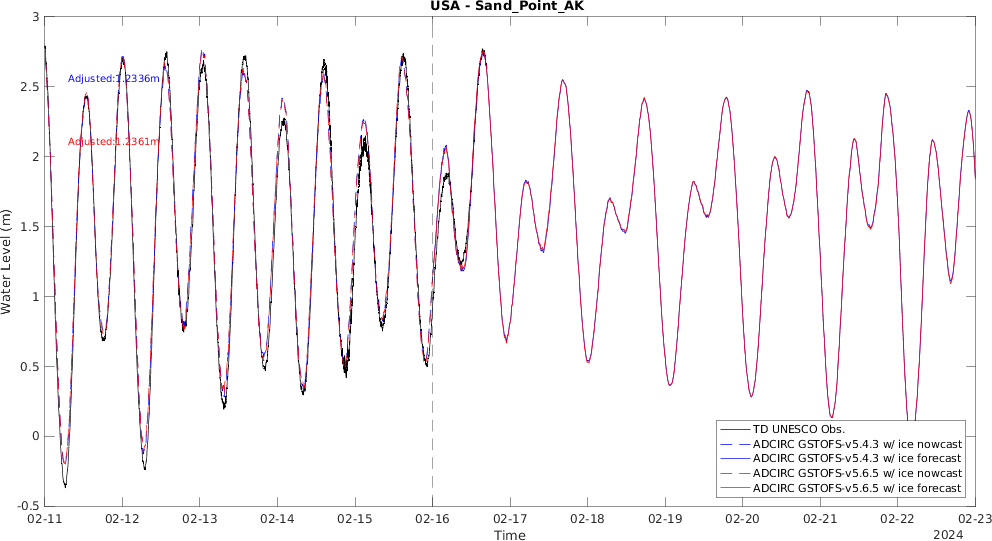 USA - Sand_Point_AK
3
2.5
2
1.5
1
0.5
0
-0.5
Water Level (m)
Adjusted:1.2336m
Adjusted:1.2361m
TD UNESCO Obs.
ADCIRC GSTOFS-v5.4.3 w/ ice nowcast
ADCIRC GSTOFS-v5.4.3 w/ ice forecast
ADCIRC GSTOFS-v5.6.5 w/ ice nowcast
ADCIRC GSTOFS-v5.6.5 w/ ice forecast
02-11 02-12 02-13 02-14 02-15 02-16 02-17 02-18 02-19 02-20 02-21 02-22 02-23
Time
2024